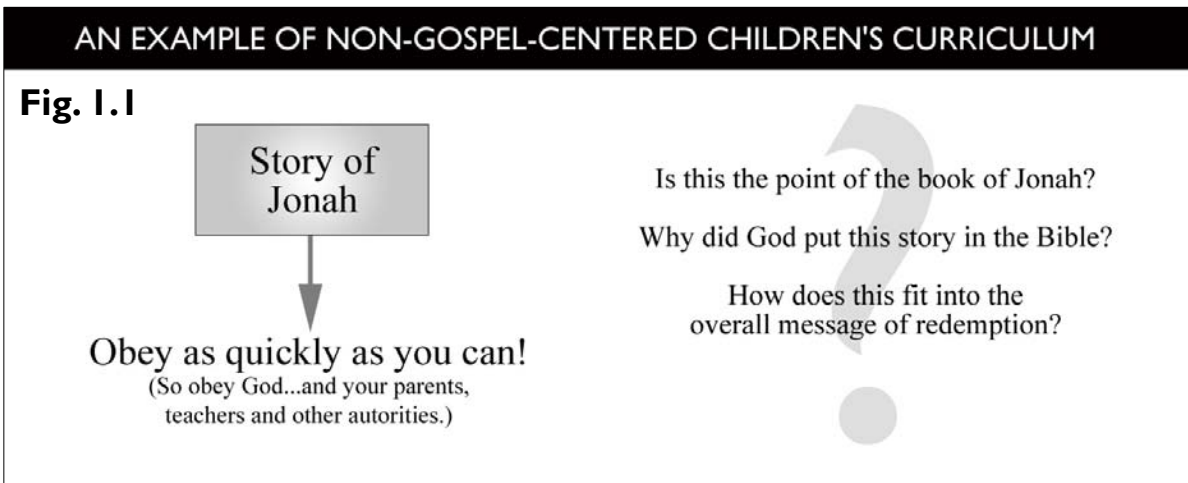 AN EXAMPLE OF NON-GOSPEL-CENTERED CHILDREN'S CURRICULUM
Fig. 1.1
Story of
Jonah
Obey as quickly as you can!
(So obey God...and your parents,
teachers and other autorities.)
Is this the point of the book of Jonah?
Why did God put this story in the Bible?
How does this fit into the
overall message of redemption?
?